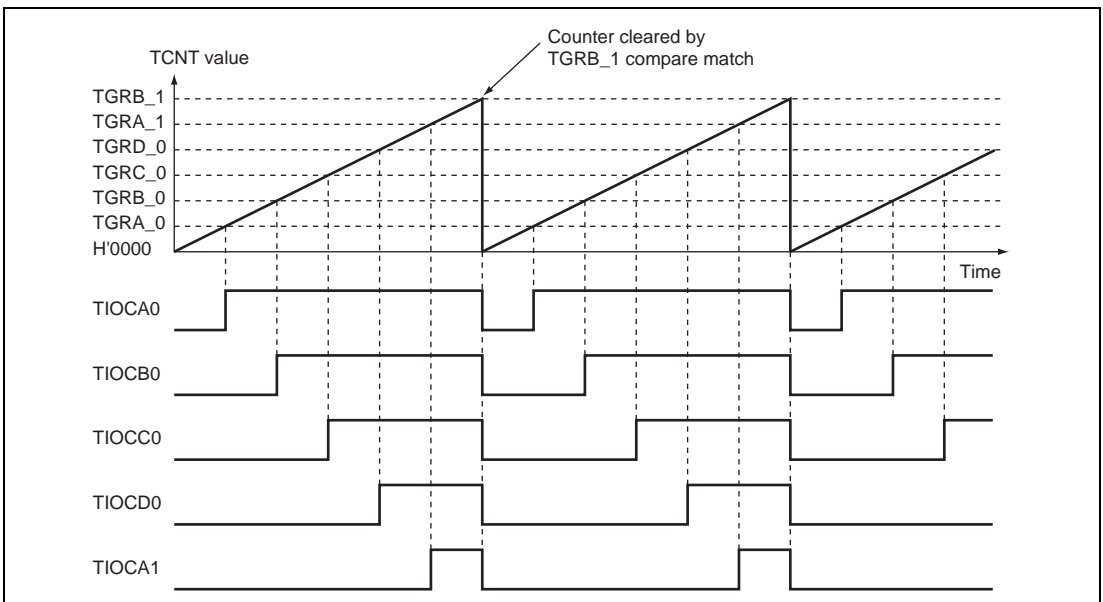 Counter cleared by
TGRB_1 compare match
TCNT value
TGRB_1
TGRA_1
TGRD_0
TGRC_0
TGRB_0
TGRA_0
H'0000
Time
TIOCA0
TIOCB0
TIOCC0
TIOCD0
TIOCA1